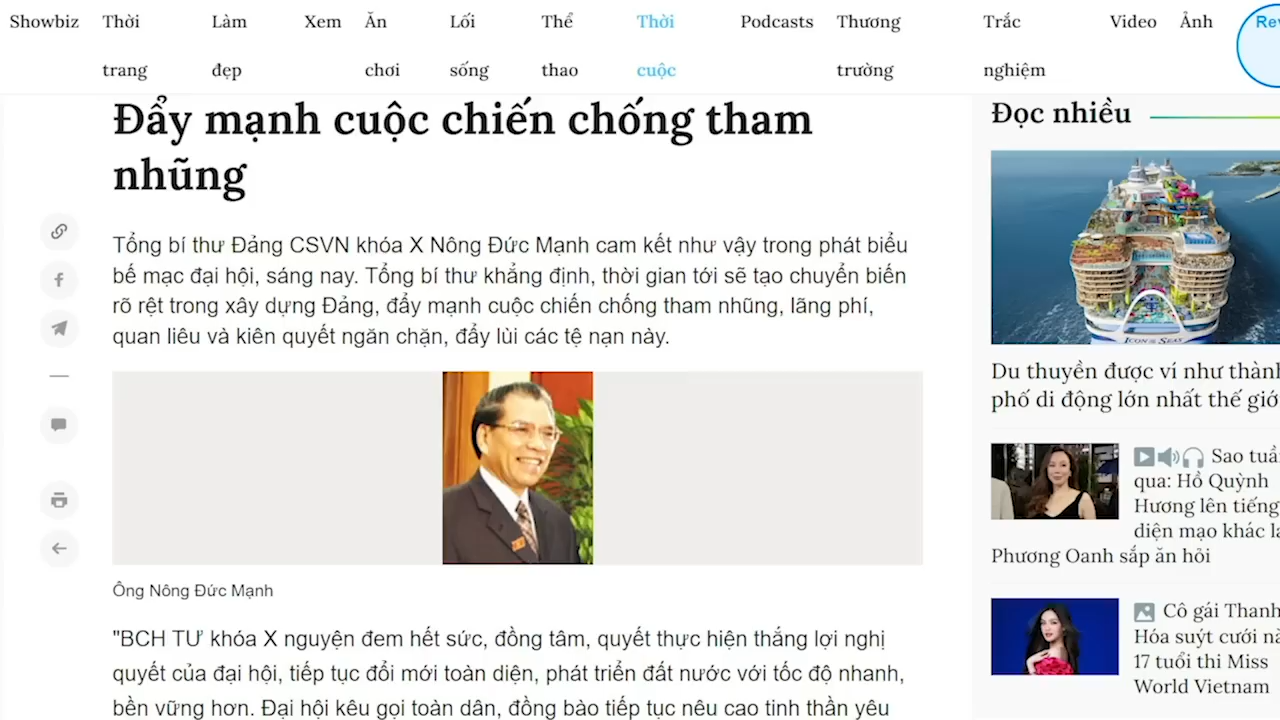 Showbiz Thời Làm Xem Ăn Lối Thể Thời Podcasts Thương Trắc Video Ảnh Rev
trang đẹp chơi sống thao cuộc trường nghiệm
Đẩy mạnh cuộc chiến chống tham
nhũng
Tổng bí thư Đảng CSVN khóa X Nông Đức Mạnh cam kết như vậy trong phát biểu
bế mạc đại hội, sáng nay. Tổng bí thư khẳng định, thời gian tới sẽ tạo chuyển biến
rõ rệt trong xây dựng Đảng, đẩy mạnh cuộc chiến chống tham nhũng, lãng phí,
quan liêu và kiên quyết ngăn chặn, đẩy lùi các tệ nạn này.
Ông Nông Đức Mạnh
"BCH TƯ khóa X nguyện đem hết sức, đồng tâm, quyết thực hiện thắng lợi nghị
quyết của đại hội, tiếp tục đổi mới toàn diện, phát triển đất nước với tốc độ nhanh,
bền vững hơn. Đại hội kêu gọi toàn dân, đồng bào tiếp tục nêu cao tinh thần yêu
Đọc nhiều
ICON OF THE SEAS
Du thuyền được ví như thành
phố di động lớn nhất thế giớ
Sao tuầ
qua: Hồ Quỳnh
Hương lên tiếng
diện mạo khác lạ
Phương Oanh sắp ăn hỏi
Cô gái Thanh
Hóa suýt cưới nă
17 tuổi thi Miss
World Vietnam